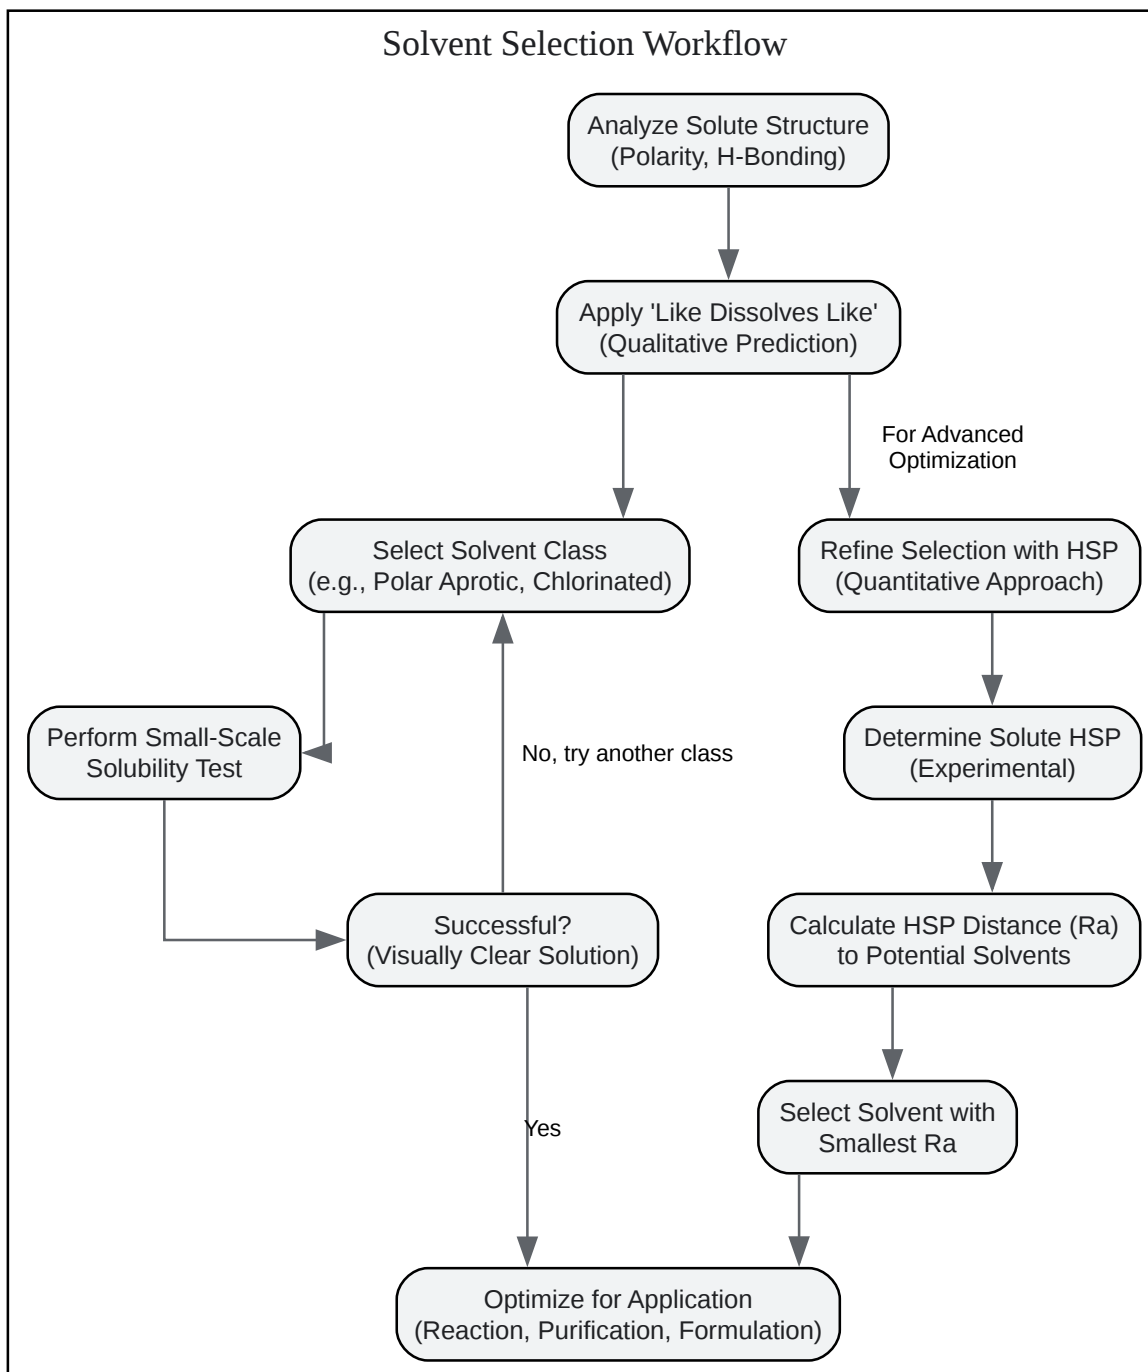 Solvent Selection Workflow
Analyze Solute Structure
(Polarity, H-Bonding)
Apply 'Like Dissolves Like'
(Qualitative Prediction)
For Advanced
Optimization
Select Solvent Class
(e.g., Polar Aprotic, Chlorinated)
Refine Selection with HSP
(Quantitative Approach)
Perform Small-Scale
Solubility Test
No, try another class
Determine Solute HSP
(Experimental)
Successful?
(Visually Clear Solution)
Calculate HSP Distance (Ra)
to Potential Solvents
Yes
Select Solvent with
Smallest Ra
Optimize for Application
(Reaction, Purification, Formulation)